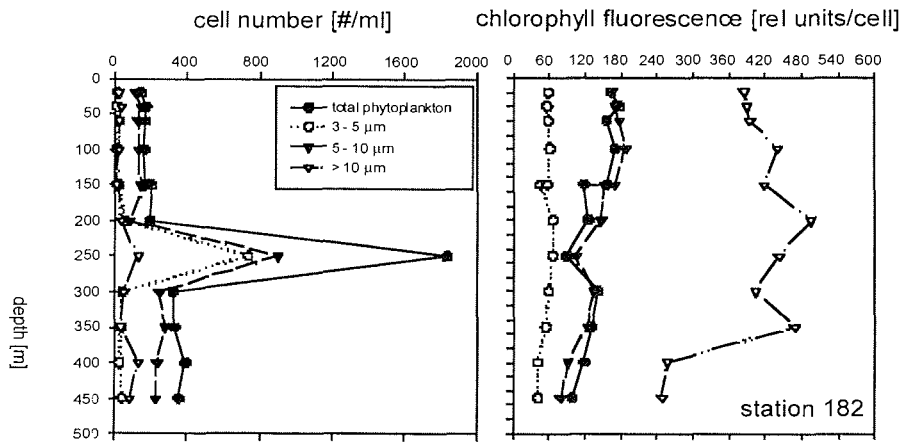 cell number [#/ml]
chlorophyll fluorescence [rel units/cell]
0 400 800 1200 1600 2000
0 60 120 180 240 300 360 420 480 540 600
0
50
100
150
200
250
300
350
400
450
500
depth [m]
total phytoplankton
3 - 5 µm
5 - 10 µm
>10 µm
station 182